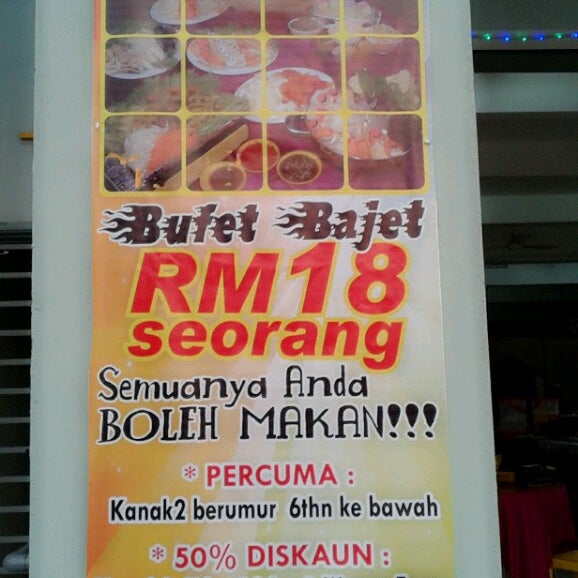 Bufet Bajet
RM18
seorang
Semuanya Anda
BOLEH MAKAN!!!
* PERCUMA :
Kanak2 berumur 6thn ke bawah
* 50% DISKAUN :